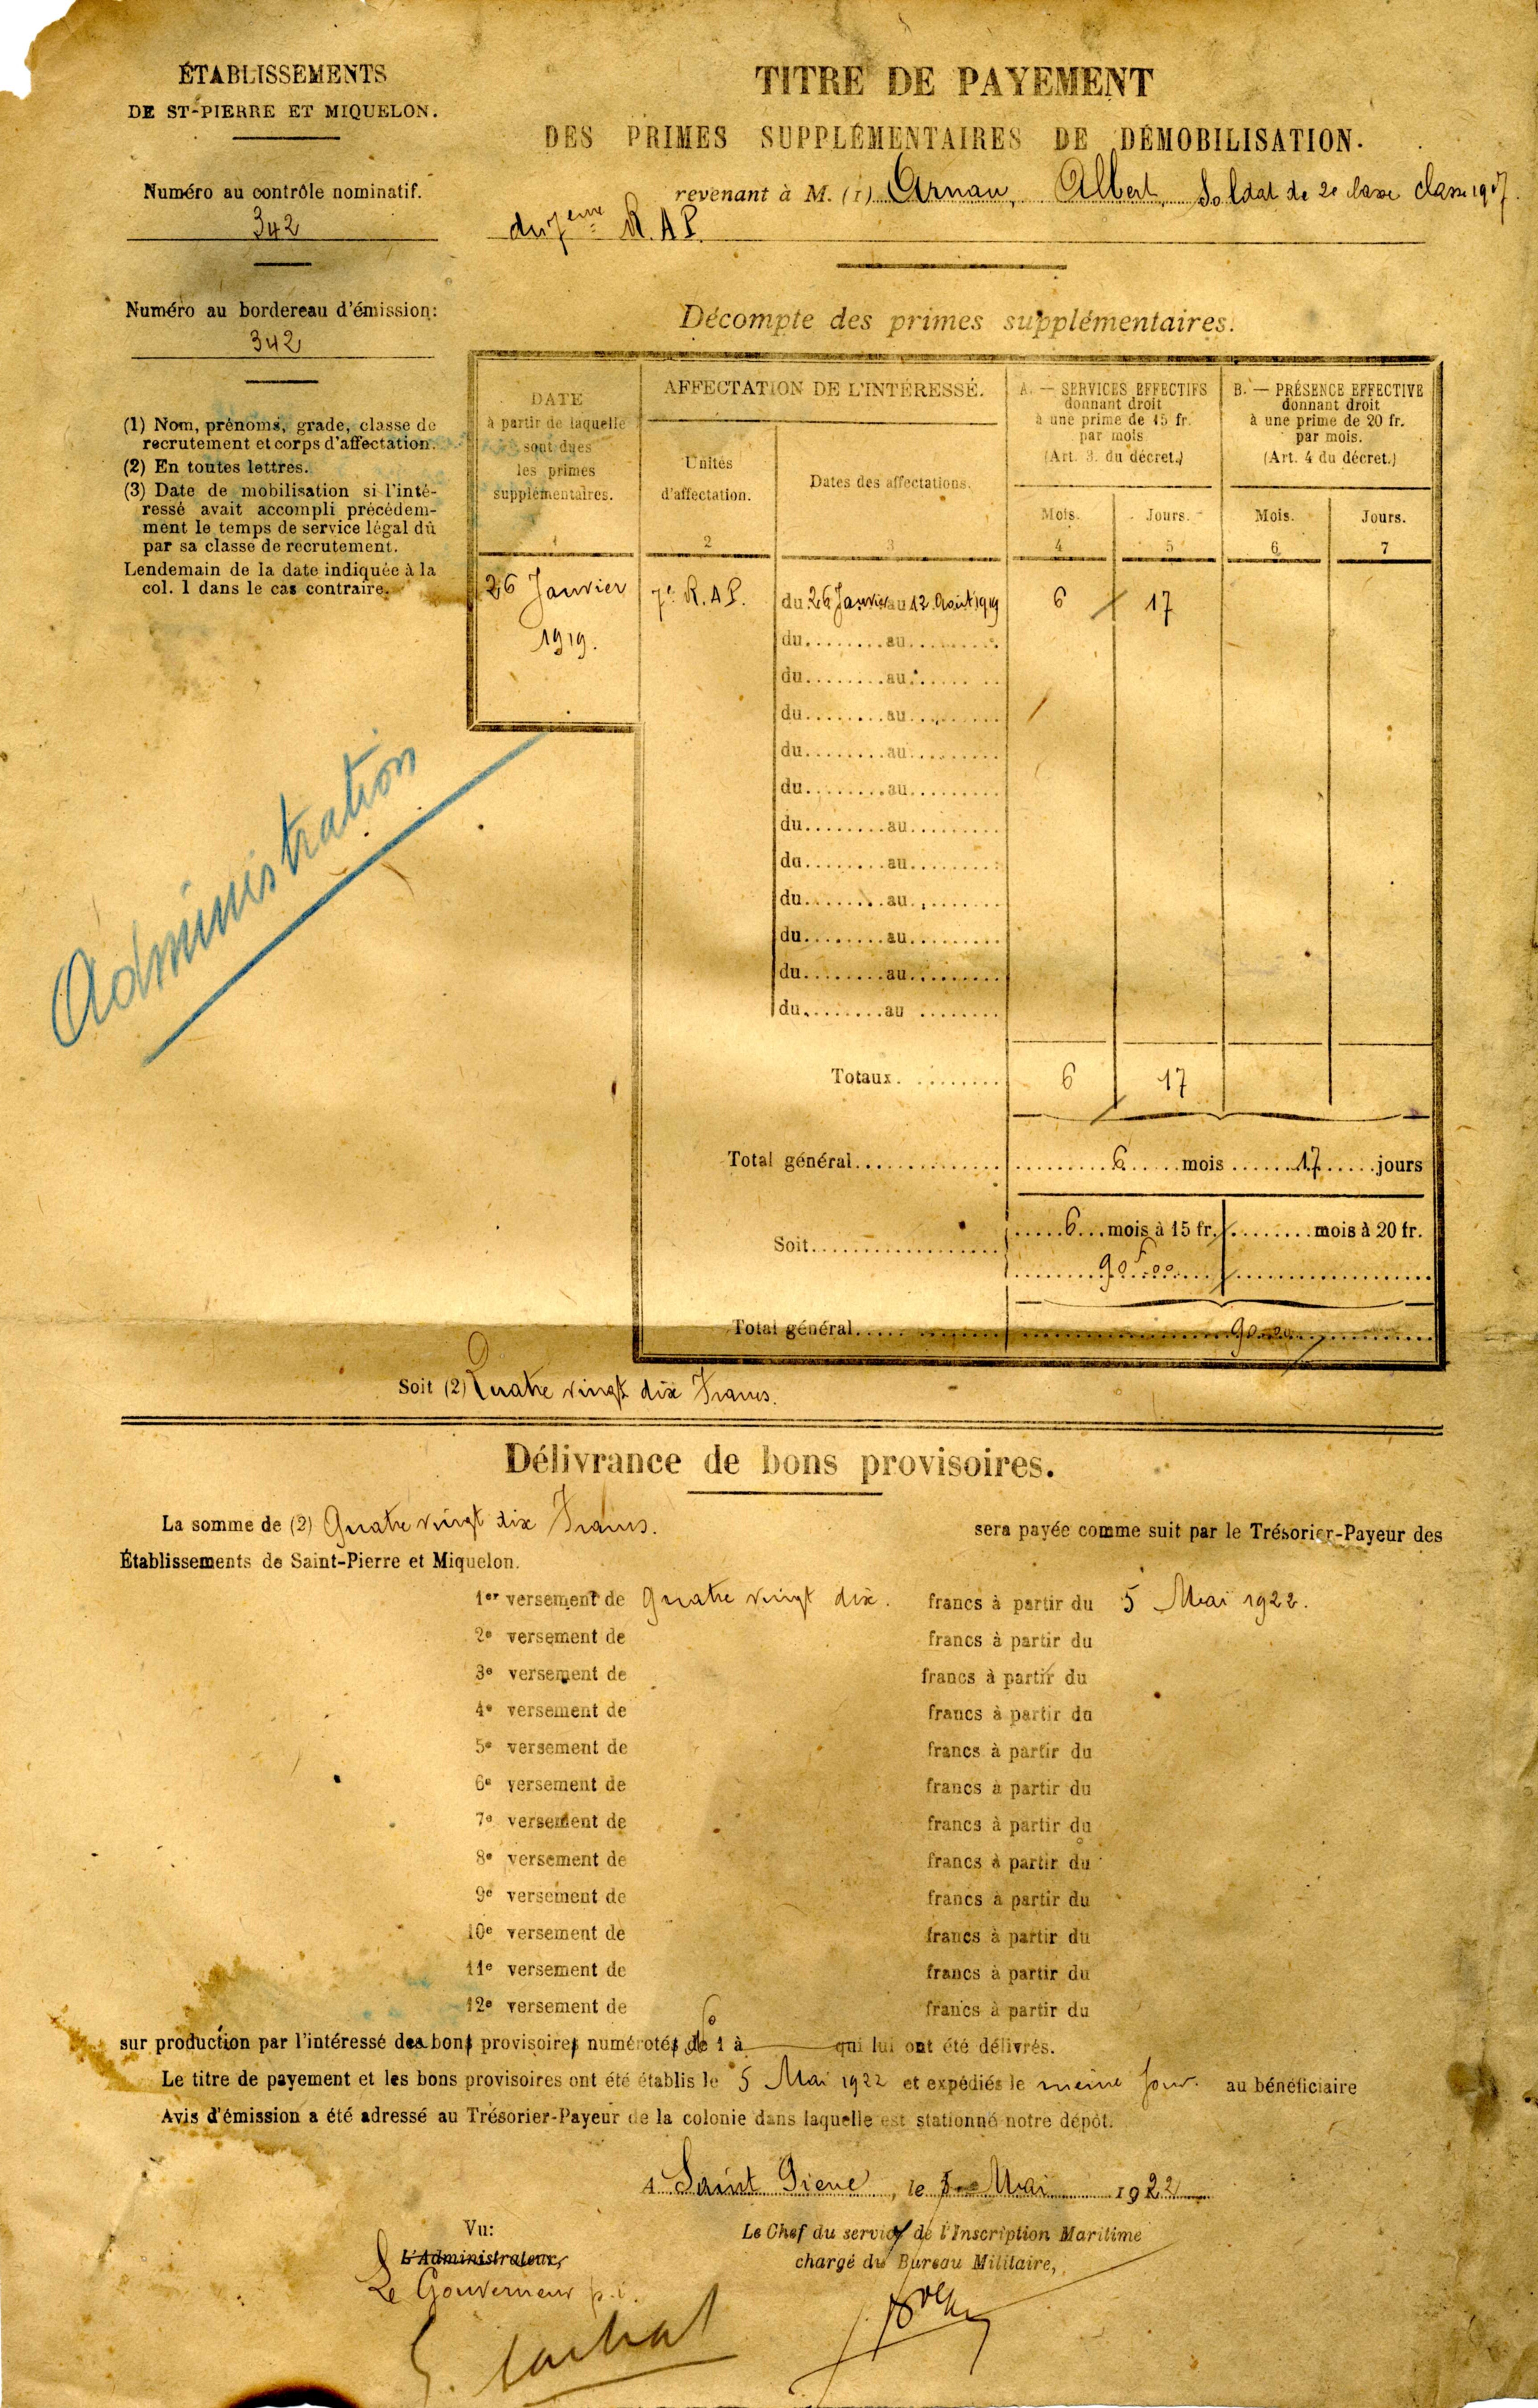 ÉTABLISSEMENTS
DE ST-PIERRE ET MIQUELON.
Numéro au contrôle nominatif.
342
Numéro au bordereau d'émission:
342
(1) Nom, prénoms, grade, classe de
recrutement et corps d'affectation.
(2) En toutes lettres.
(3) Date de mobilisation si l'inté-
ressé avait accompli précédem-
ment le temps de service légal dû
par sa classe de recrutement.
Lendemain de la date indiquée à la
col. 1 dans le cas contraire.
Administration
TITRE DE PAYEMENT
DES PRIMES SUPPLÉMENTAIRES DE DÉMOBILISATION.
revenant à M. (1) Arnau, Albert, Soldat de 2e classe classe 1917
du 7eme R.A.P.
Décompte des primes supplémentaires.
DATE
à partir de laquelle
sont dues
les primes
supplémentaires.
1
AFFECTATION DE L'INTÉRESSÉ.
Unités
d'affectation.
2
Dates des affectations.
3
A. — SERVICES EFFECTIFS
donnant droit
à une prime de 15 fr.
par mois
(Art. 3. du décret.)
Mois. Jours.
4 5
B. — PRÉSENCE EFFECTIVE
donnant droit
à une prime de 20 fr.
par mois.
(Art. 4 du décret.)
Mois. Jours.
6 7
26 Janvier
1919.
7e R.A.P. du 26 Janvier au 12 Août 1919 6 17
du........au.........
du........au.........
du........au.........
du........au.........
du........au.........
du........au.........
du........au.........
du........au.........
du........au.........
du........au.........
du........au.........
Totaux. 6 17
Total général 6 mois 17 jours
Soit 6 mois à 15 fr. mois à 20 fr.
90f00
Total général 90.00
Soit (2) Quatre vingt dix Francs.
Délivrance de bons provisoires.
La somme de (2) Quatre vingt dix Francs. sera payée comme suit par le Trésorier-Payeur des
Établissements de Saint-Pierre et Miquelon.
1er versement de Quatre vingt dix. francs à partir du 5 Mai 1922.
2e versement de francs à partir du
3e versement de francs à partir du
4e versement de francs à partir du
5e versement de francs à partir du
6e versement de francs à partir du
7e versement de francs à partir du
8e versement de francs à partir du
9e versement de francs à partir du
10e versement de francs à partir du
11e versement de francs à partir du
12e versement de francs à partir du
sur production par l'intéressé des bons provisoires numérotés de 1 à qui lui ont été délivrés.
Le titre de payement et les bons provisoires ont été établis le 5 Mai 1922 et expédiés le meme jour. au bénéficiaire
Avis d'émission a été adressé au Trésorier-Payeur de la colonie dans laquelle est stationné notre dépôt.
A Saint Pierre, le 5 Mai 1922
Vu:
L'Administrateur,
Le Gouverneur p.i.
Le Chef du service de l'Inscription Maritime
chargé du Bureau Militaire,